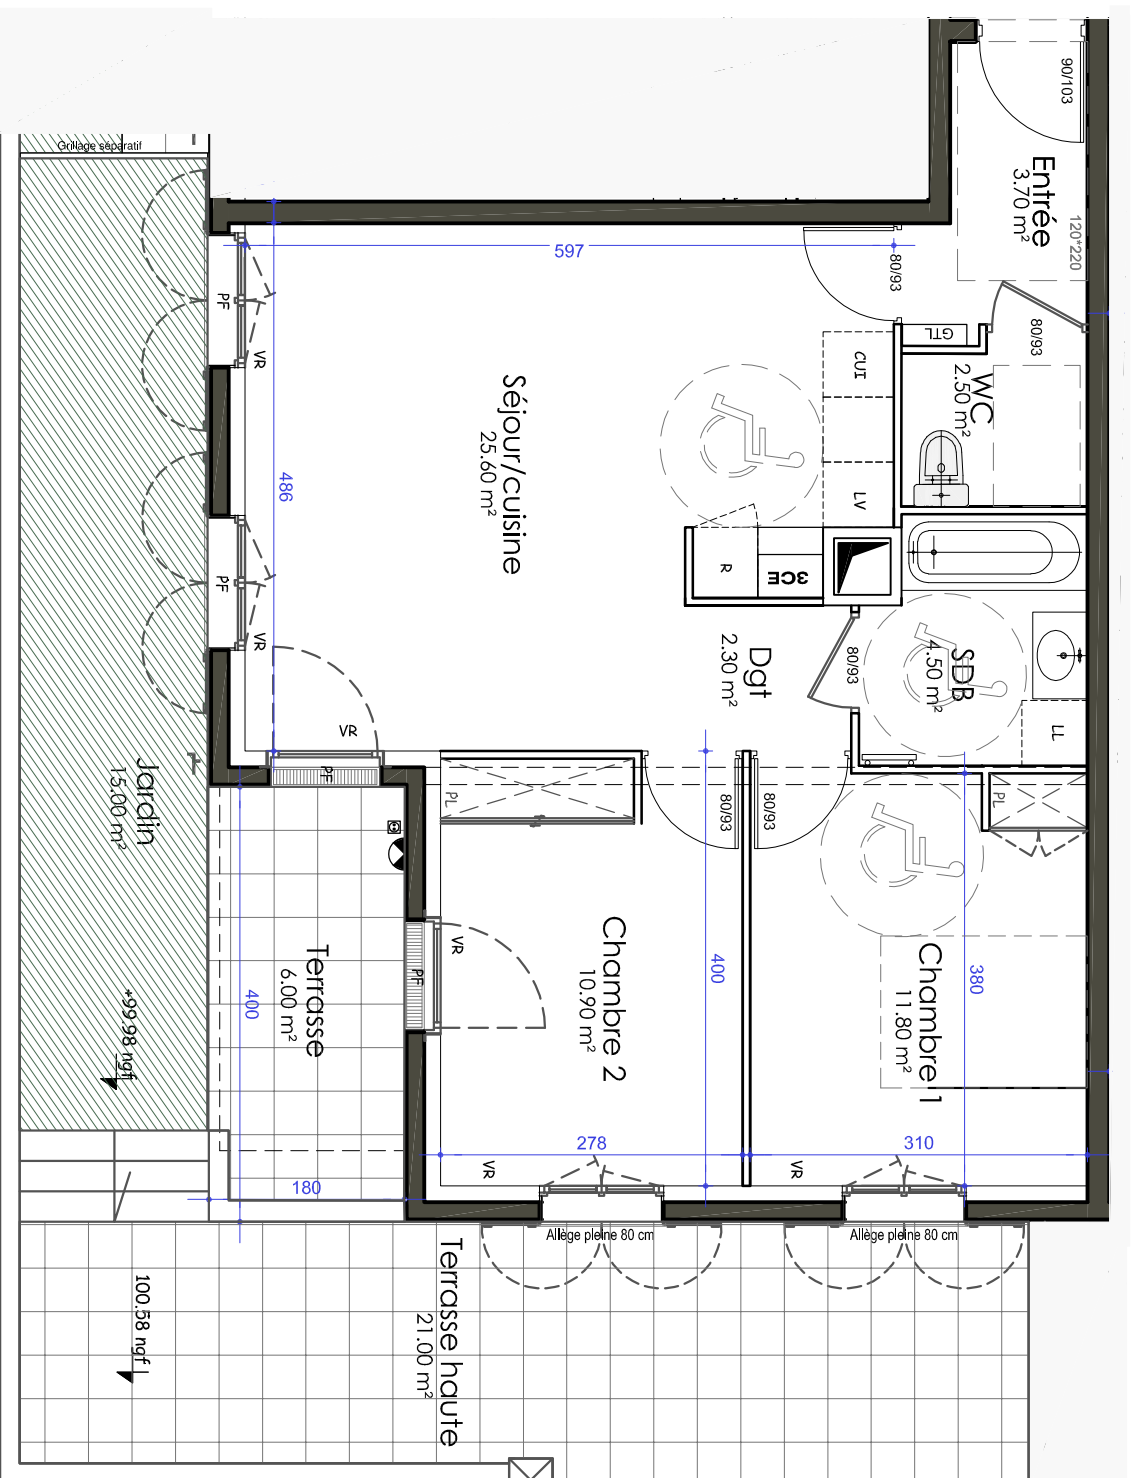 Grillage séparatif
90/103
Entrée
3.70 m²
120*220
597
80/93
80/93
GTL
PF
VR
CUI
WC
2.50 m²
Séjour/cuisine
25.60 m²
486
LV
PF
VR
R
3CE
Dgt
2.30 m²
80/93
SDB
4.50 m²
LL
VR
PF
Jardin
15.00 m²
PL
80/93
80/93
PL
VR
PF
Terrasse
6.00 m²
400
Chambre 2
10.90 m²
400
Chambre 1
11.80 m²
380
+99.98 ngf
278
310
VR
VR
180
Allège pleine 80 cm
Allège pleine 80 cm
100.58 ngf
Terrasse haute
21.00 m²